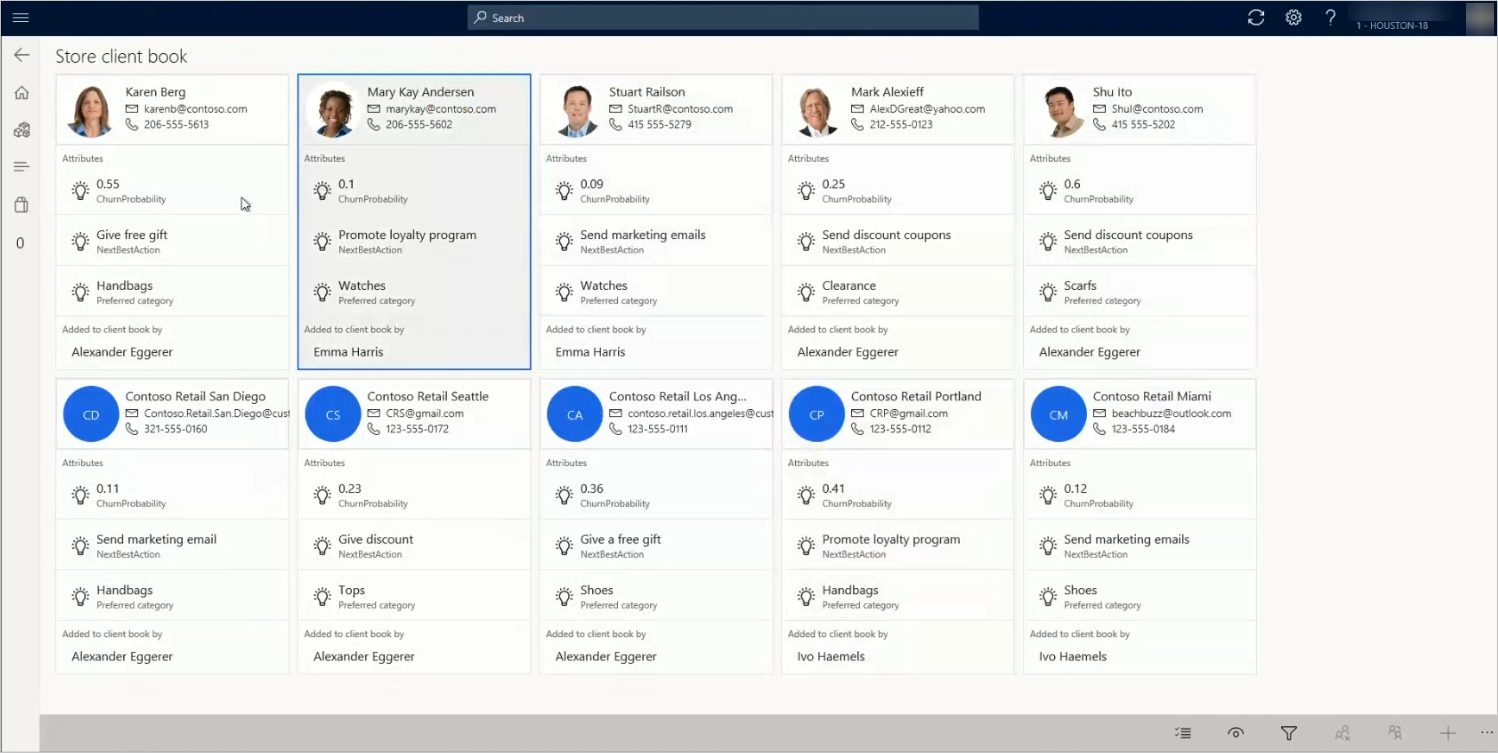 Search
1 - HOUSTON-18
Store client book
Karen Berg
karenb@contoso.com
206-555-5613
Attributes
0.55
ChurnProbability
Give free gift
NextBestAction
Handbags
Preferred category
Added to client book by
Alexander Eggerer
Mary Kay Andersen
marykay@contoso.com
206-555-5602
Attributes
0.1
ChurnProbability
Promote loyalty program
NextBestAction
Watches
Preferred category
Added to client book by
Emma Harris
Stuart Railson
StuartR@contoso.com
415 555-5279
Attributes
0.09
ChurnProbability
Send marketing emails
NextBestAction
Watches
Preferred category
Added to client book by
Emma Harris
Mark Alexieff
AlexDGreat@yahoo.com
212-555-0123
Attributes
0.25
ChurnProbability
Send discount coupons
NextBestAction
Clearance
Preferred category
Added to client book by
Alexander Eggerer
Shu ito
ShuI@contoso.com
415 555-5202
Attributes
0.6
ChurnProbability
Send discount coupons
NextBestAction
Scarfs
Preferred category
Added to client book by
Alexander Eggerer
0
CD
Contoso Retail San Diego
Contoso.Retail.San.Diego@cust
321-555-0160
Attributes
0.11
ChurnProbability
Send marketing email
NextBestAction
Handbags
Preferred category
Added to client book by
Alexander Eggerer
CS
Contoso Retail Seattle
CRS@gmail.com
123-555-0172
Attributes
0.23
ChurnProbability
Give discount
NextBestAction
Tops
Preferred category
Added to client book by
Alexander Eggerer
CA
Contoso Retail Los Ang...
contoso.retail.los.angeles@cust
123-555-0111
Attributes
0.36
ChurnProbability
Give a free gift
NextBestAction
Shoes
Preferred category
Added to client book by
Alexander Eggerer
CP
Contoso Retail Portland
CRP@gmail.com
123-555-0112
Attributes
0.41
ChurnProbability
Promote loyalty program
NextBestAction
Handbags
Preferred category
Added to client book by
Ivo Haemels
CM
Contoso Retail Miami
beachbuzz@outlook.com
123-555-0184
Attributes
0.12
ChurnProbability
Send marketing emails
NextBestAction
Shoes
Preferred category
Added to client book by
Ivo Haemels